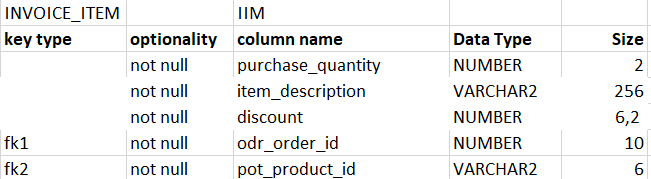 INVOICE_ITEM IIM
key type optionality column name Data Type Size
not null purchase_quantity NUMBER 2
not null item_description VARCHAR2 256
not null discount NUMBER 6,2
fk1 not null odr_order_id NUMBER 10
fk2 not null pot_product_id VARCHAR2 6